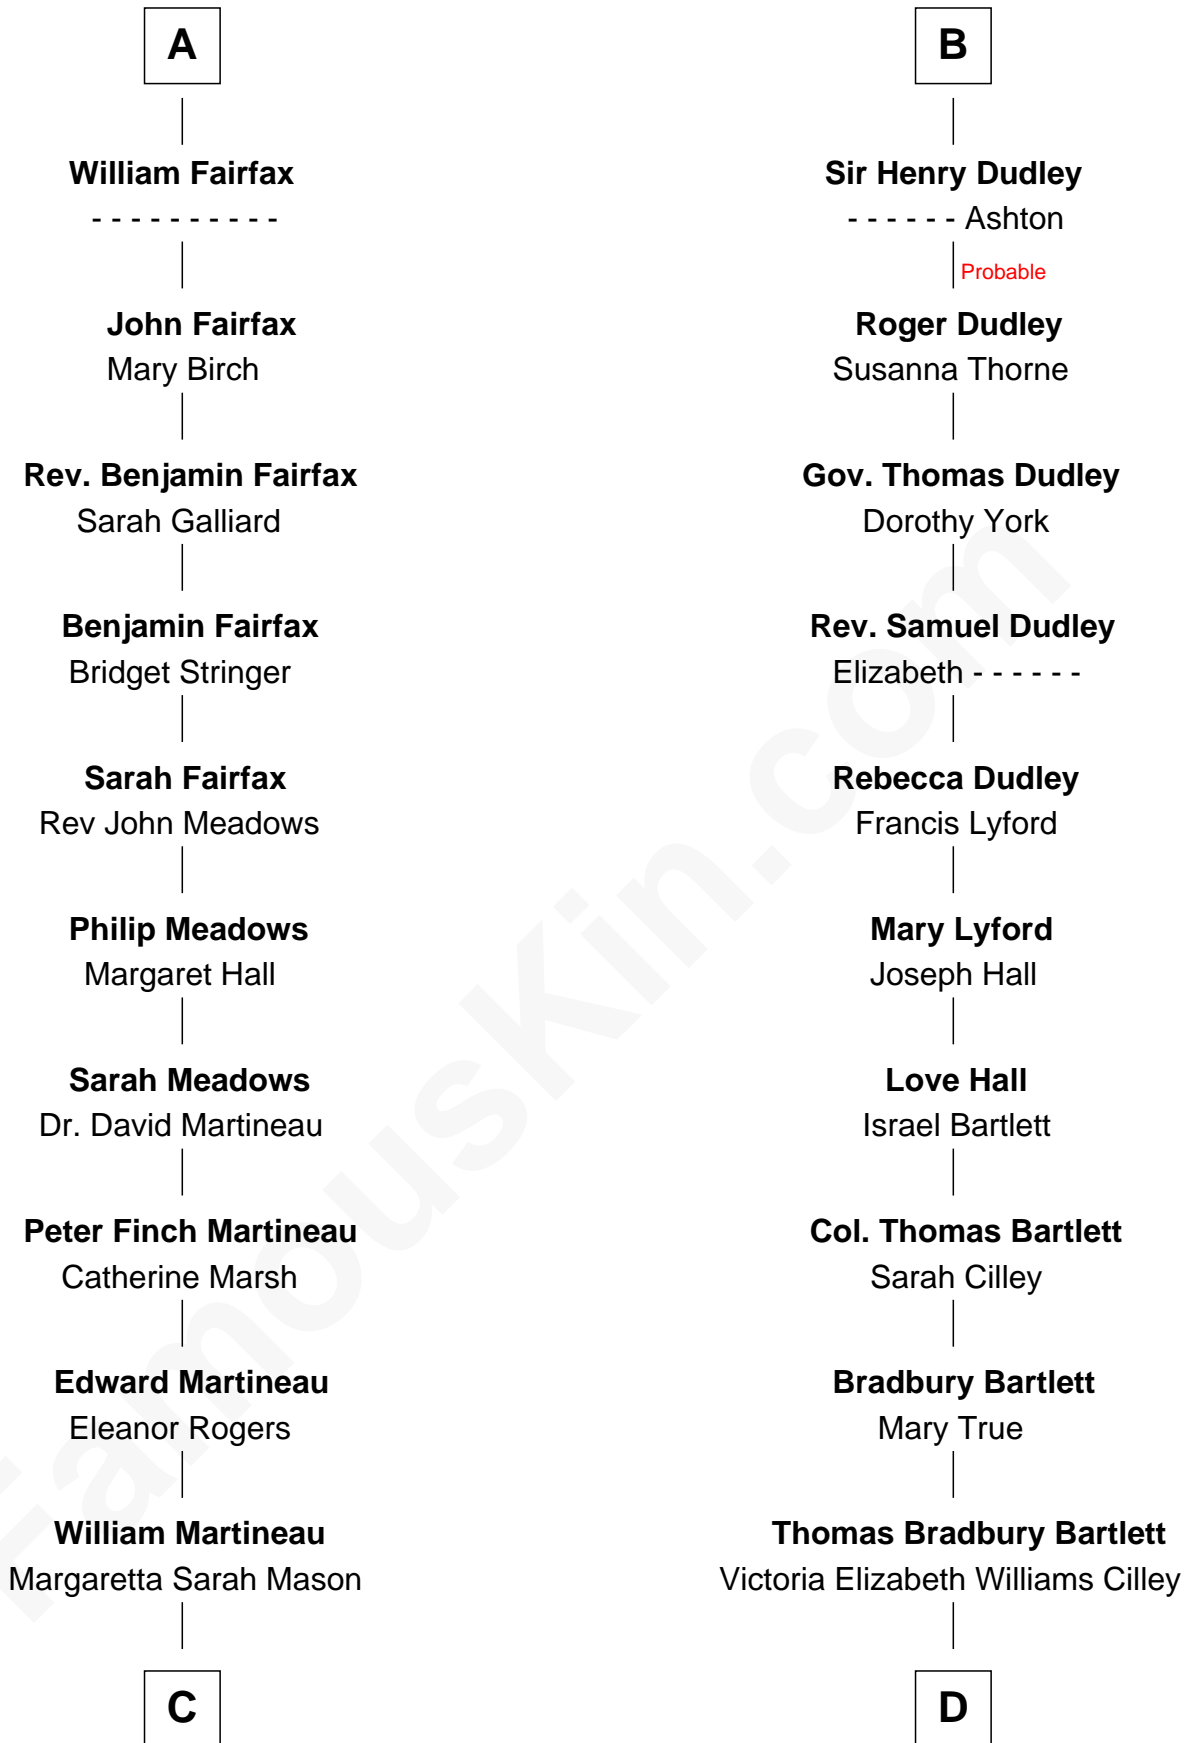 A
William Fairfax
- - - - - - - - - -
John Fairfax
Mary Birch
Rev. Benjamin Fairfax
Sarah Galliard
Benjamin Fairfax
Bridget Stringer
Sarah Fairfax
Rev John Meadows
Philip Meadows
Margaret Hall
Sarah Meadows
Dr. David Martineau
Peter Finch Martineau
Catherine Marsh
Edward Martineau
Eleanor Rogers
William Martineau
Margaretta Sarah Mason
C
B
Sir Henry Dudley
- - - - - - Ashton
Probable
Roger Dudley
Susanna Thorne
Gov. Thomas Dudley
Dorothy York
Rev. Samuel Dudley
Elizabeth - - - - - -
Rebecca Dudley
Francis Lyford
Mary Lyford
Joseph Hall
Love Hall
Israel Bartlett
Col. Thomas Bartlett
Sarah Cilley
Bradbury Bartlett
Mary True
Thomas Bradbury Bartlett
Victoria Elizabeth Williams Cilley
D
FamousKin.com